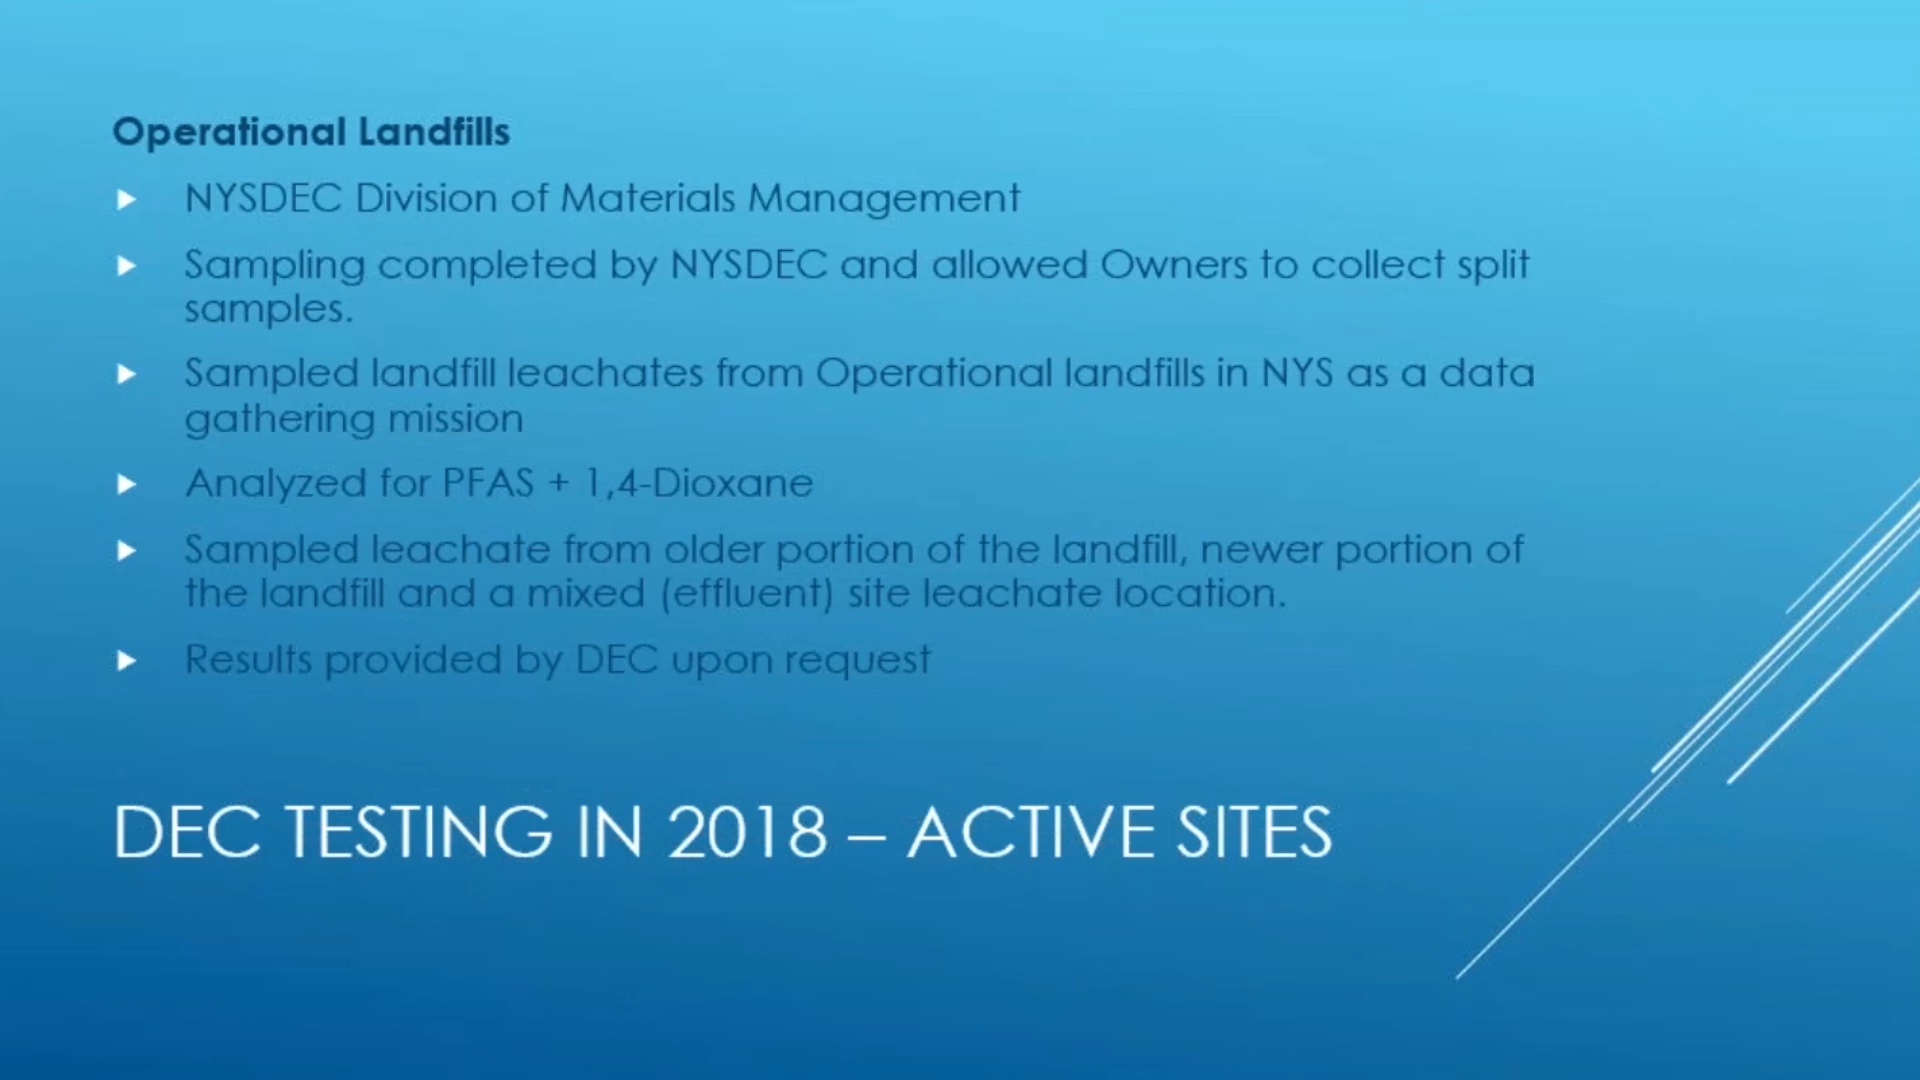 Operational Landfills
NYSDEC Division of Materials Management
Sampling completed by NYSDEC and allowed Owners to collect split
samples.
Sampled landfill leachates from Operational landfills in NYS as a data
gathering mission
Analyzed for PFAS + 1,4-Dioxane
Sampled leachate from older portion of the landfill, newer portion of
the landfill and a mixed (effluent) site leachate location.
Results provided by DEC upon request
DEC TESTING IN 2018 – ACTIVE SITES